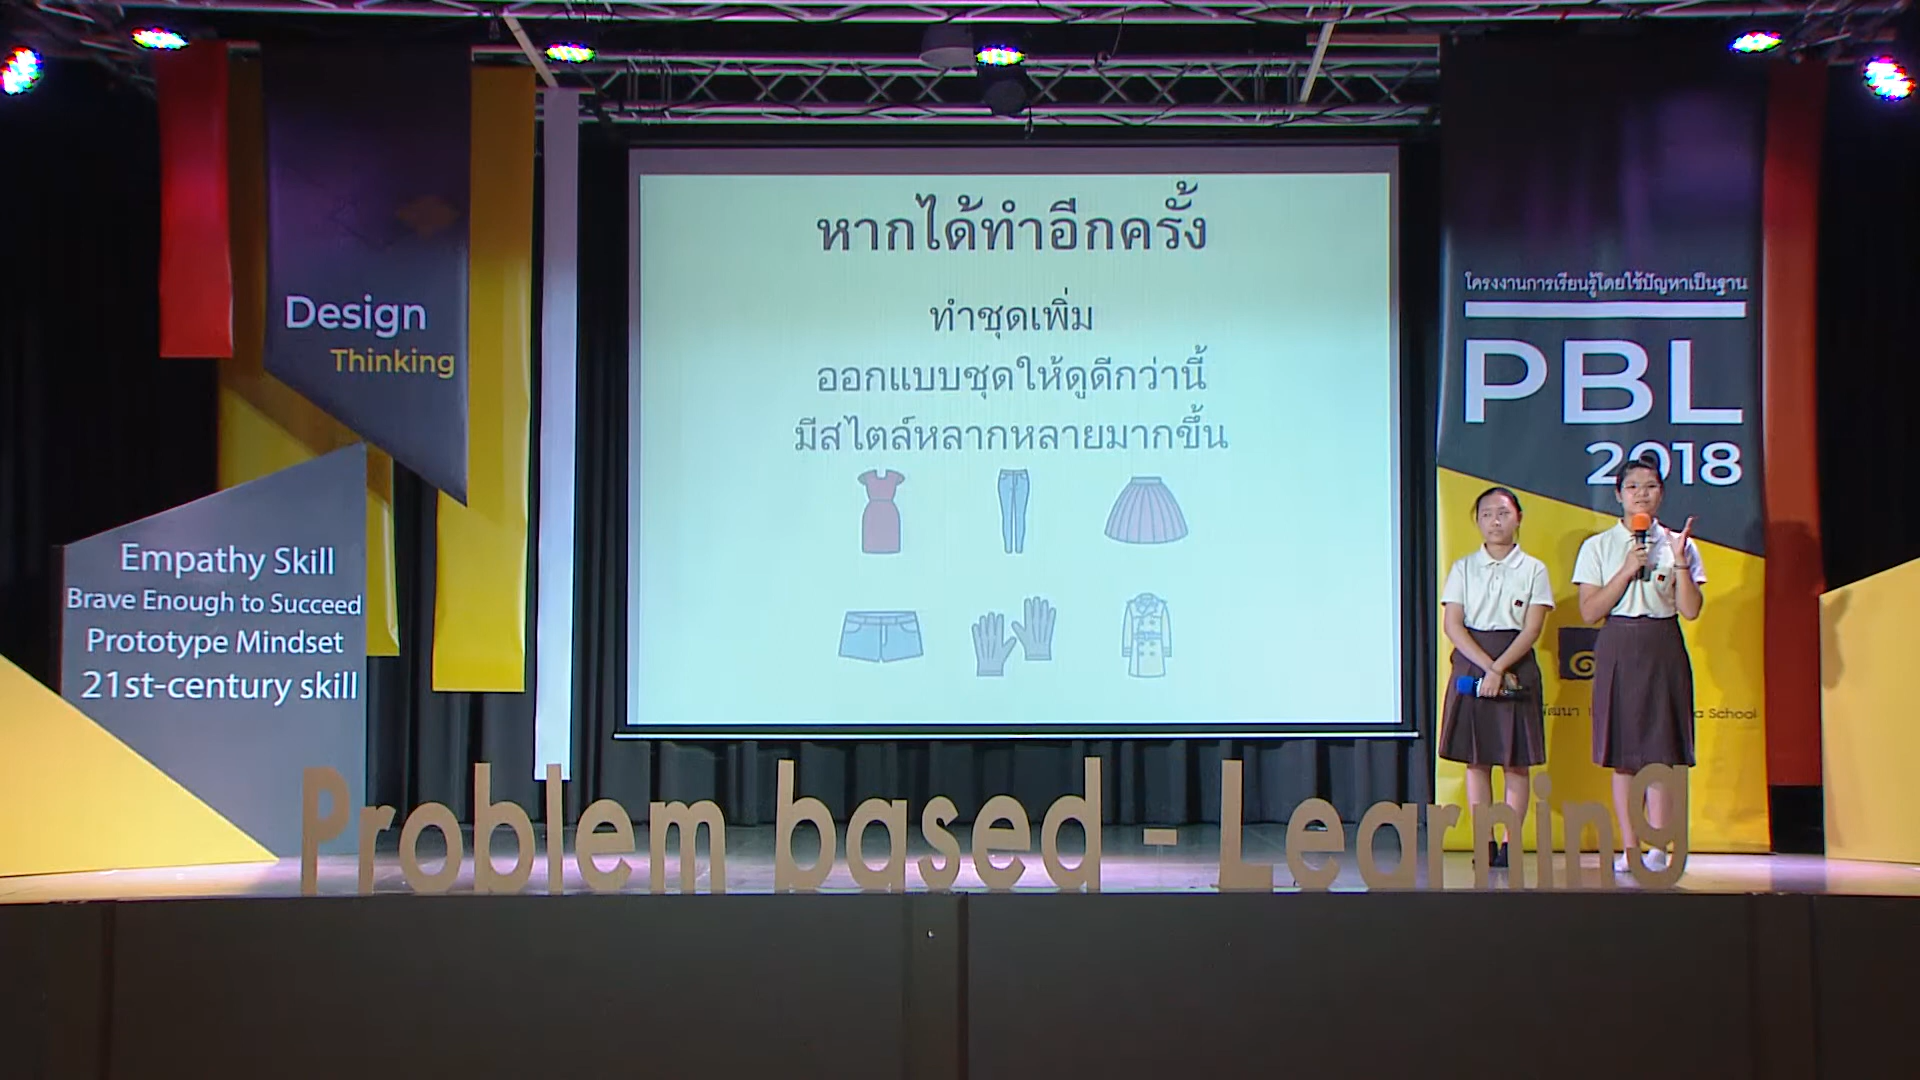 Design
Thinking
Empathy Skill
Brave Enough to Succeed
Prototype Mindset
21st-century skill
หากได้ทำอีกครั้ง
ทำชุดเพิ่ม
ออกแบบชุดให้ดูดีกว่านี้
มีสไตล์หลากหลายมากขึ้น
โครงงานการเรียนรู้โดยใช้ปัญหาเป็นฐาน
PBL
2018
School
Problem based - Learning